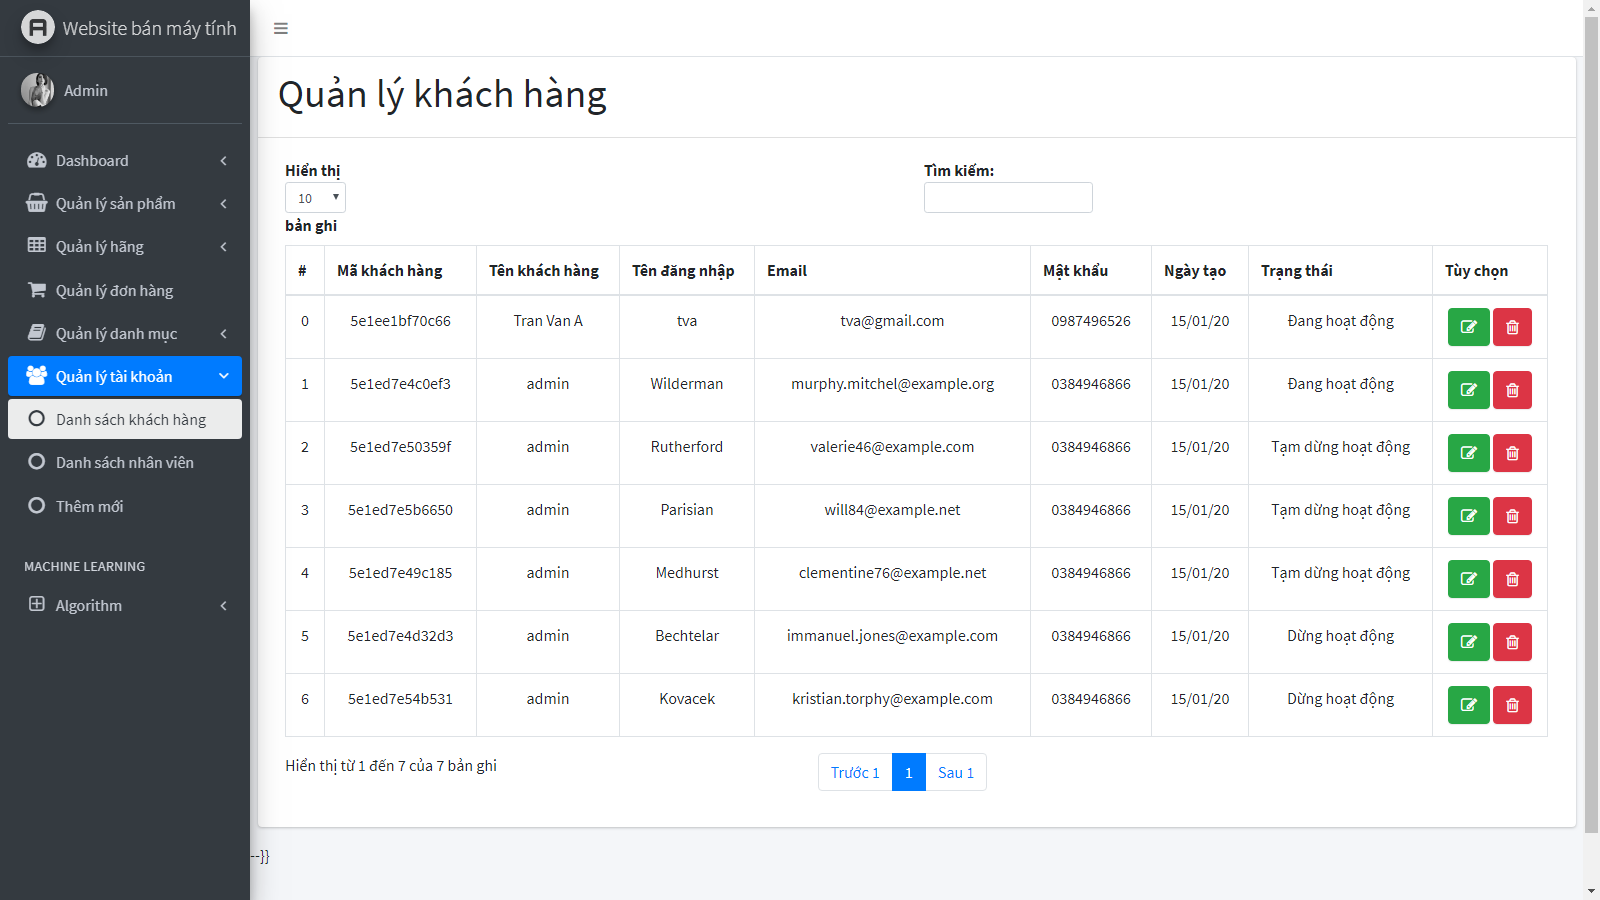 Website bán máy tính
Admin
Dashboard
Quản lý sản phẩm
Quản lý hãng
Quản lý đơn hàng
Quản lý danh mục
Quản lý tài khoản
Danh sách khách hàng
Danh sách nhân viên
Thêm mới
MACHINE LEARNING
Algorithm
Quản lý khách hàng
Hiển thị
10
bản ghi
Tìm kiếm:
# Mã khách hàng Tên khách hàng Tên đăng nhập Email Mật khẩu Ngày tạo Trạng thái Tùy chọn
0 5e1ee1bf70c66 Tran Van A tva tva@gmail.com 0987496526 15/01/20 Đang hoạt động
1 5e1ed7e4c0ef3 admin Wilderman murphy.mitchel@example.org 0384946866 15/01/20 Đang hoạt động
2 5e1ed7e50359f admin Rutherford valerie46@example.com 0384946866 15/01/20 Tạm dừng hoạt động
3 5e1ed7e5b6650 admin Parisian will84@example.net 0384946866 15/01/20 Tạm dừng hoạt động
4 5e1ed7e49c185 admin Medhurst clementine76@example.net 0384946866 15/01/20 Tạm dừng hoạt động
5 5e1ed7e4d32d3 admin Bechtelar immanuel.jones@example.com 0384946866 15/01/20 Dừng hoạt động
6 5e1ed7e54b531 admin Kovacek kristian.torphy@example.com 0384946866 15/01/20 Dừng hoạt động
Hiển thị từ 1 đến 7 của 7 bản ghi
Trước 1 1 Sau 1
--}}